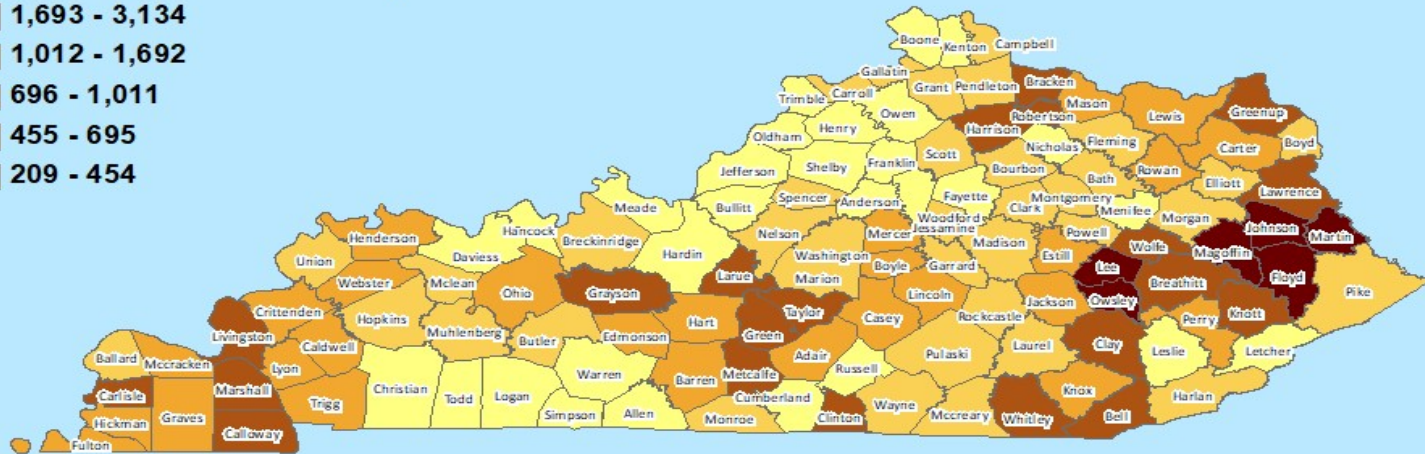 1,693 - 3,134
1,012 - 1,692
696 - 1,011
455 - 695
209 - 454
Boone
Kenton
Campbell
Gallatin
Grant
Pendleton
Bracken
Trimble
Carroll
Owen
Mason
Robertson
Lewis
Greenup
Oldham
Henry
Harrison
Nicholas
Fleming
Carter
Boyd
Jefferson
Shelby
Franklin
Scott
Bourbon
Bath
Rowan
Elliott
Lawrence
Meade
Bullitt
Spencer
Anderson
Fayette
Woodford
Jessamine
Clark
Montgomery
Menifee
Morgan
Johnson
Martin
Hancock
Breckinridge
Hardin
Nelson
Mercer
Madison
Powell
Wolfe
Magoffin
Henderson
Daviess
Washington
Marion
Boyle
Garrard
Estill
Lee
Breathitt
Floyd
Pike
Union
Webster
Mclean
Ohio
Grayson
Larue
Taylor
Lincoln
Jackson
Owsley
Knott
Perry
Crittenden
Hopkins
Muhlenberg
Butler
Edmonson
Hart
Green
Casey
Rockcastle
Laurel
Clay
Leslie
Letcher
Livingston
Caldwell
Lyon
Ballard
Mccracken
Warren
Barren
Metcalfe
Adair
Russell
Pulaski
Knox
Harlan
Carlisle
Marshall
Trigg
Christian
Todd
Logan
Simpson
Allen
Monroe
Cumberland
Clinton
Wayne
Mccreary
Whitley
Bell
Hickman
Graves
Calloway
Fulton